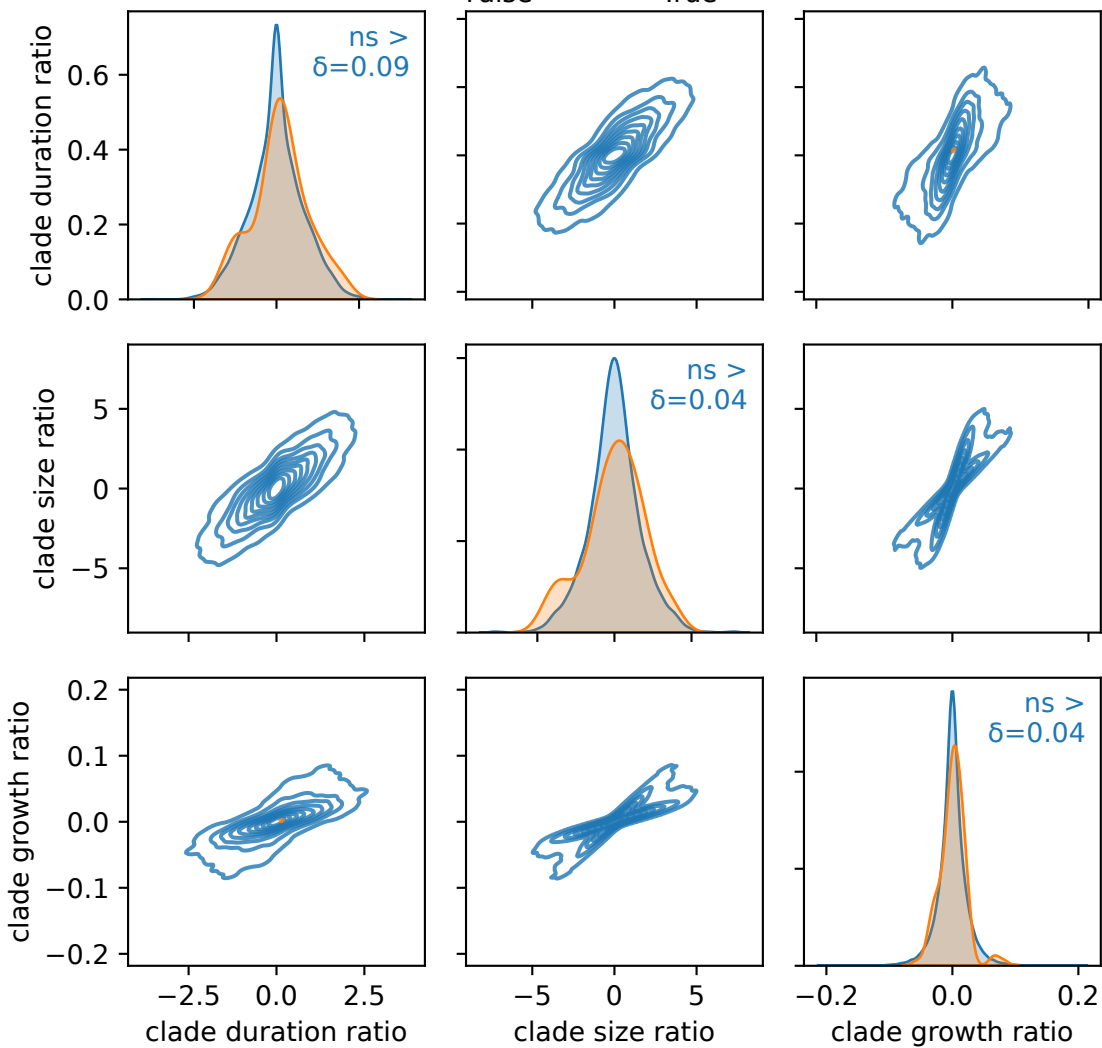 True
clade duration ratio
0.6
0.4
0.2
0.0
ns >
δ=0.09
clade size ratio
5
0
−5
ns >
δ=0.04
clade growth ratio
0.2
0.1
0.0
−0.1
−0.2
ns >
δ=0.04
−2.5 0.0 2.5
−5 0 5
−0.2 0.0 0.2
clade duration ratio
clade size ratio
clade growth ratio